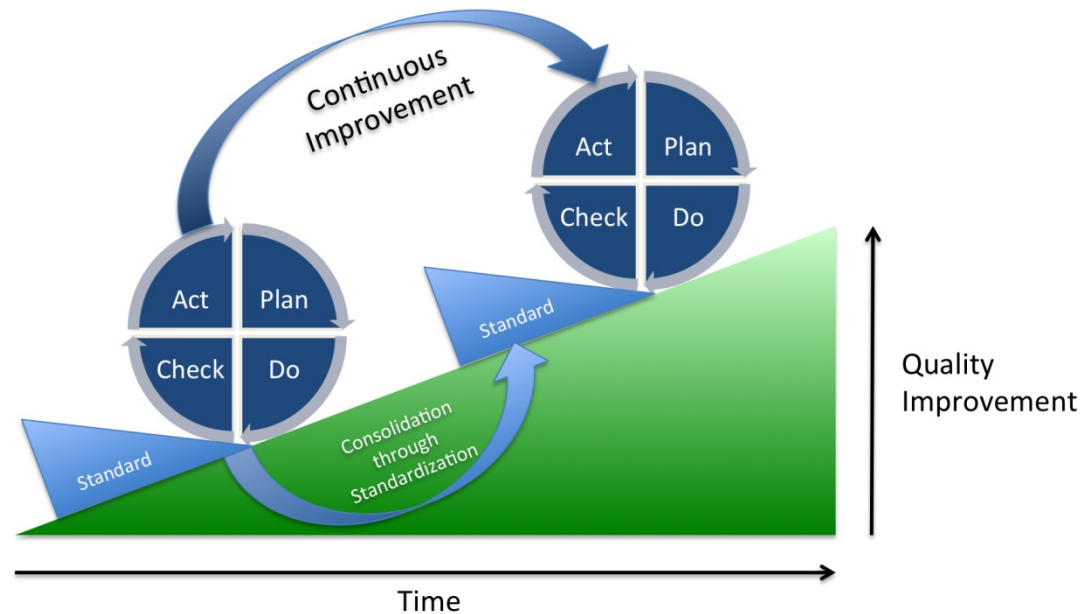 Continuous
Improvement
Act
Plan
Check
Do
Act
Plan
Check
Do
Standard
Standard
Consolidation
through
Standardization
Quality
Improvement
Time